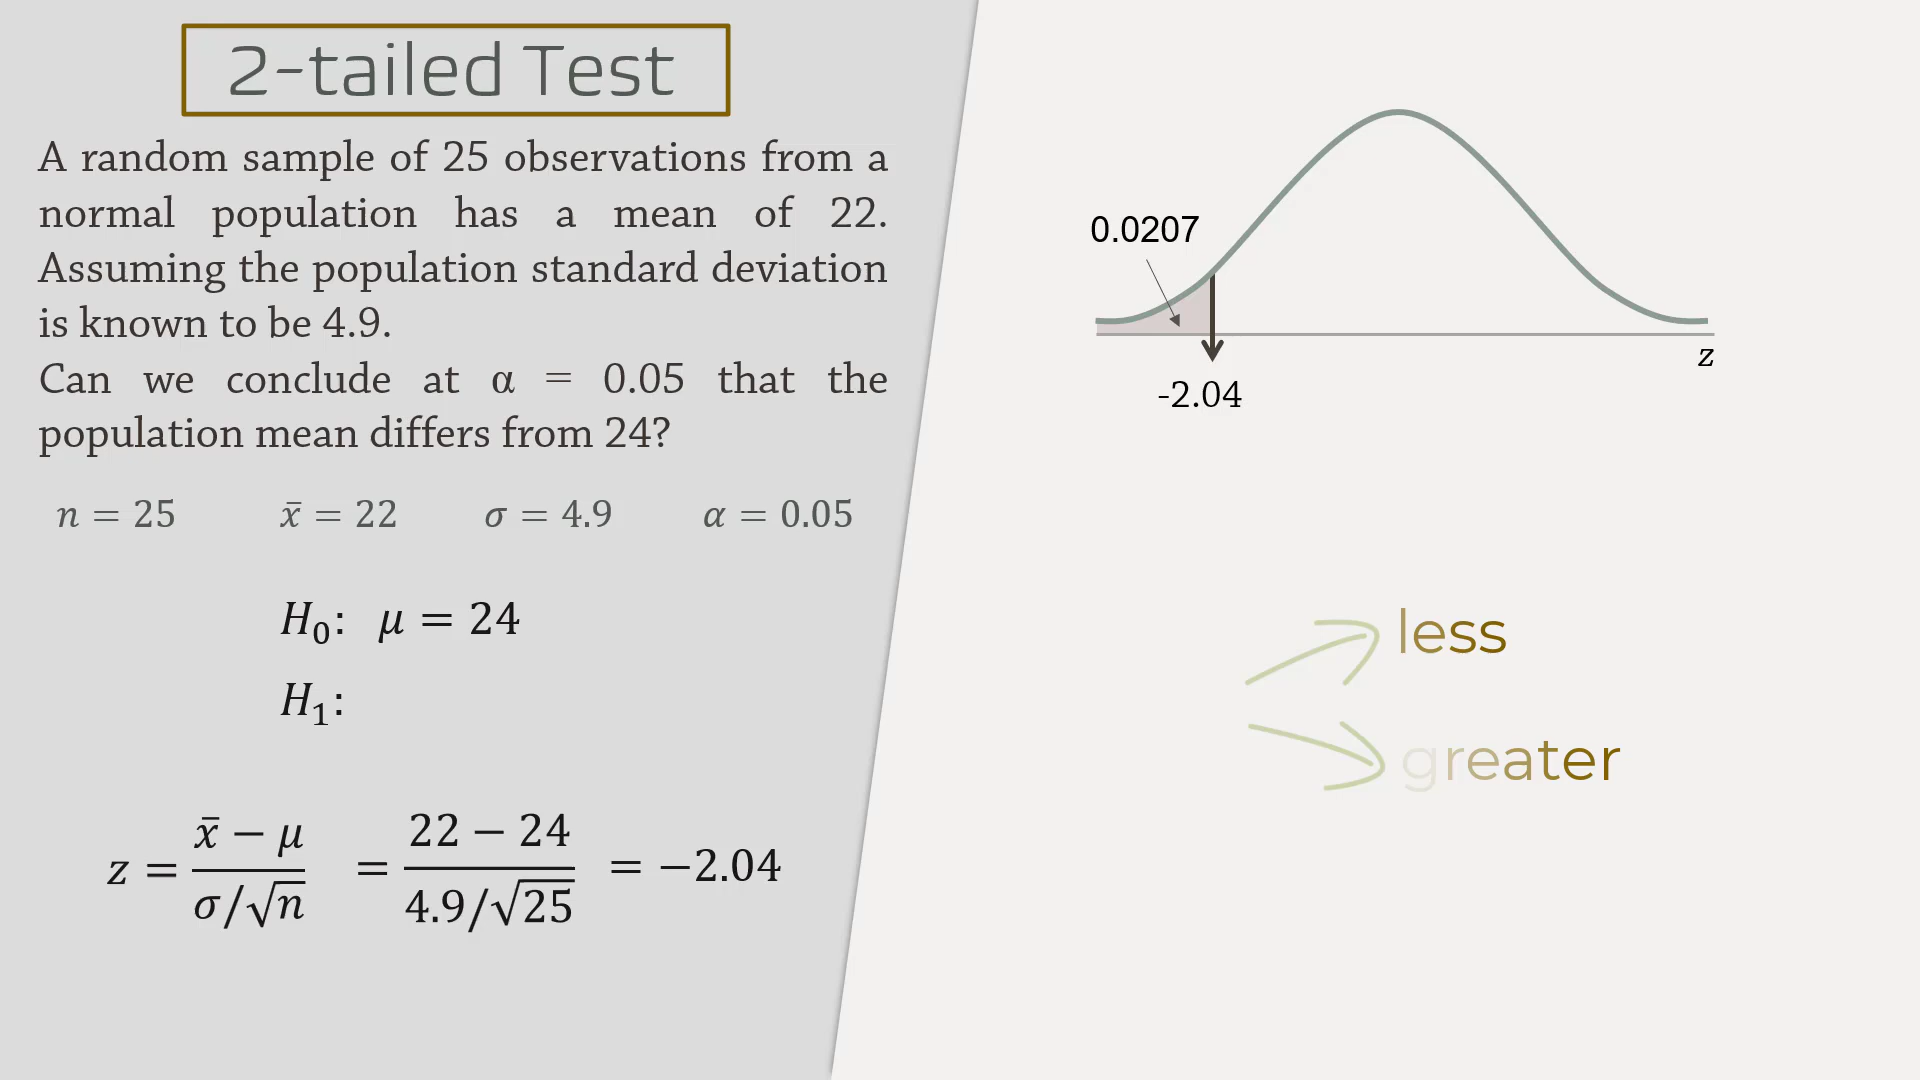 2-tailed Test
A random sample of 25 observations from a
normal population has a mean of 22.
Assuming the population standard deviation
is known to be 4.9.
Can we conclude at α = 0.05 that the
population mean differs from 24?
n = 25 x̄ = 22 σ = 4.9 α = 0.05
H₀: μ = 24
H₁:
z = (x̄ − μ)/(σ/√n) = (22 − 24)/(4.9/√25) = −2.04
0.0207
z
-2.04
less
greater